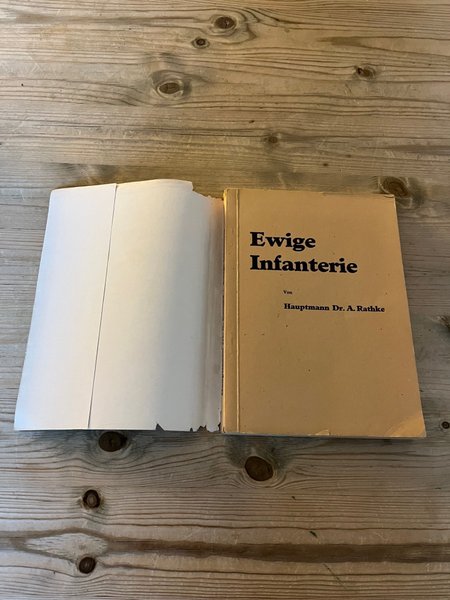 Ewige
Infanterie
Von
Hauptmann Dr. A. Rathke